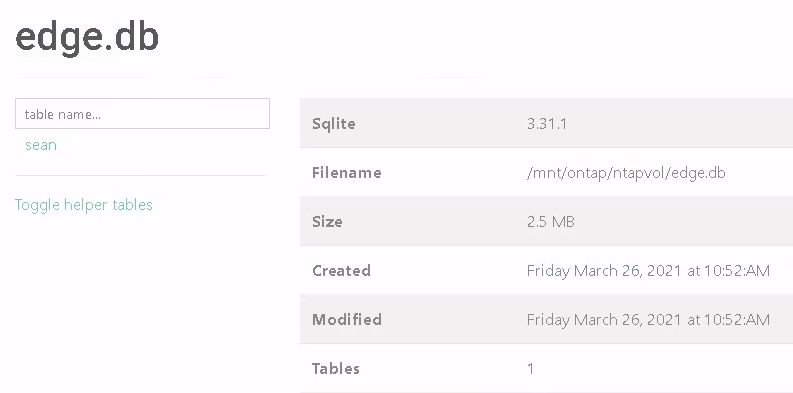 edge.db
table name...
sean
Toggle helper tables
Sqlite 3.31.1
Filename /mnt/ontap/ntapvol/edge.db
Size 2.5 MB
Created Friday March 26, 2021 at 10:52:AM
Modified Friday March 26, 2021 at 10:52:AM
Tables 1